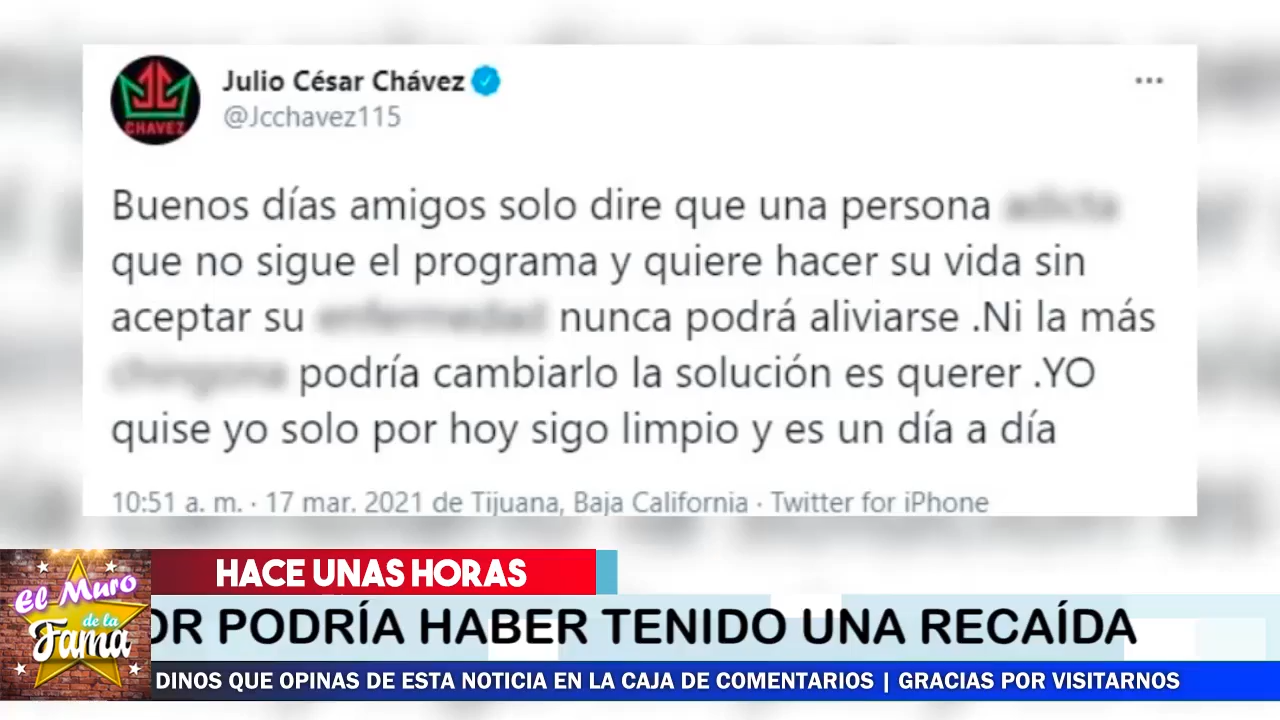 Julio César Chávez
@Jcchavez115
CHAVEZ
Buenos días amigos solo dire que una persona
que no sigue el programa y quiere hacer su vida sin
aceptar su nunca podrá aliviarse .Ni la más
podría cambiarlo la solución es querer .YO
quise yo solo por hoy sigo limpio y es un día a día
10:51 a. m. · 17 mar. 2021 de Tijuana, Baja California · Twitter for iPhone
HACE UNAS HORAS
El Muro
de la
Fama
OR PODRÍA HABER TENIDO UNA RECAÍDA
DINOS QUE OPINAS DE ESTA NOTICIA EN LA CAJA DE COMENTARIOS | GRACIAS POR VISITARNOS